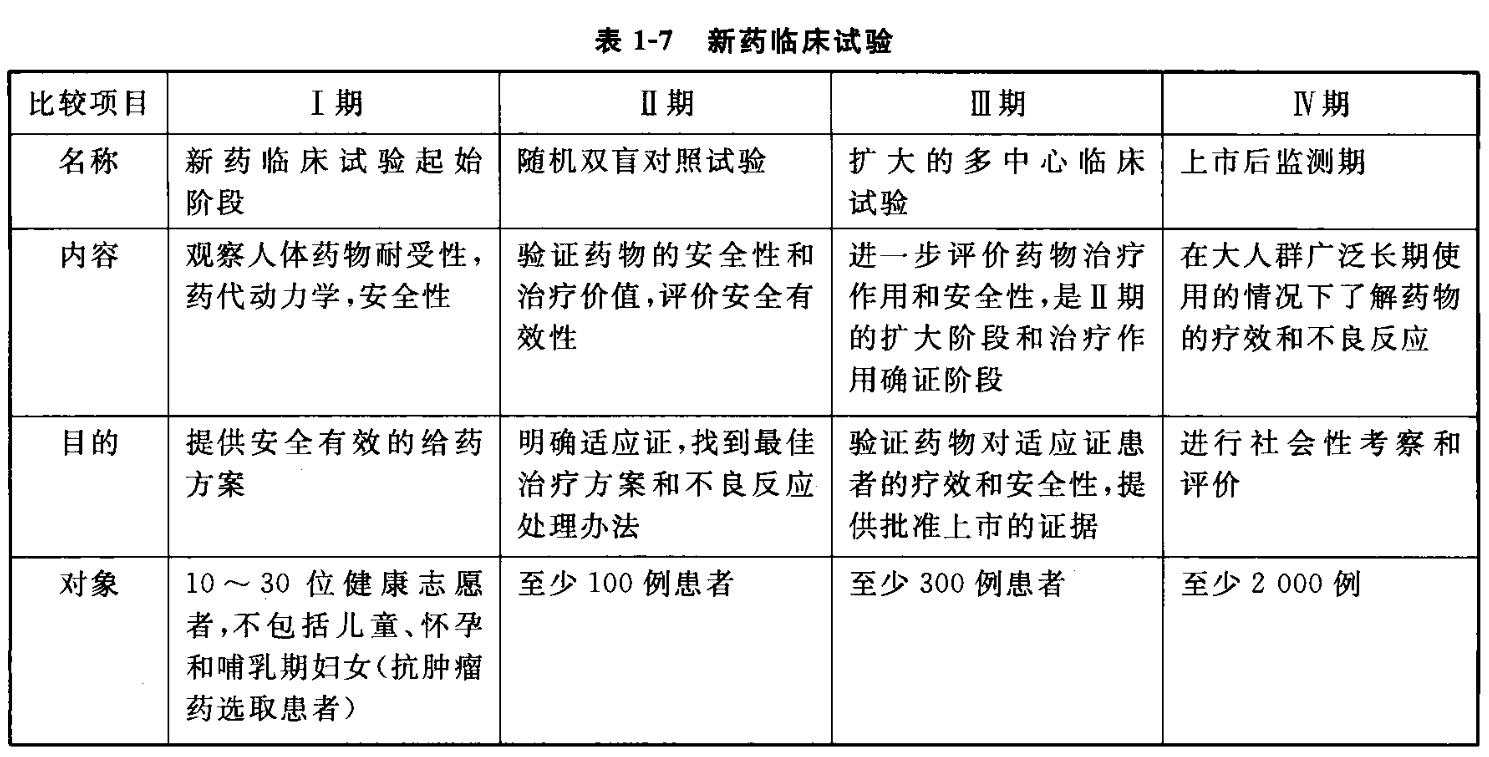 表 1-7 新药临床试验
比较项目 Ⅰ期 Ⅱ期 Ⅲ期 Ⅳ期
名称
新药临床试验起始
阶段
随机双盲对照试验
扩大的多中心临床
试验
上市后监测期
内容
观察人体药物耐受性,
药代动力学,安全性
验证药物的安全性和
治疗价值,评价安全有
效性
进一步评价药物治疗
作用和安全性,是Ⅱ期
的扩大阶段和治疗作
用确证阶段
在大人群广泛长期使
用的情况下了解药物
的疗效和不良反应
目的
提供安全有效的给药
方案
明确适应证,找到最佳
治疗方案和不良反应
处理办法
验证药物对适应证患
者的疗效和安全性,提
供批准上市的证据
进行社会性考察和
评价
对象
10～30 位健康志愿
者,不包括儿童、怀孕
和哺乳期妇女(抗肿瘤
药选取患者)
至少 100 例患者
至少 300 例患者
至少 2 000 例